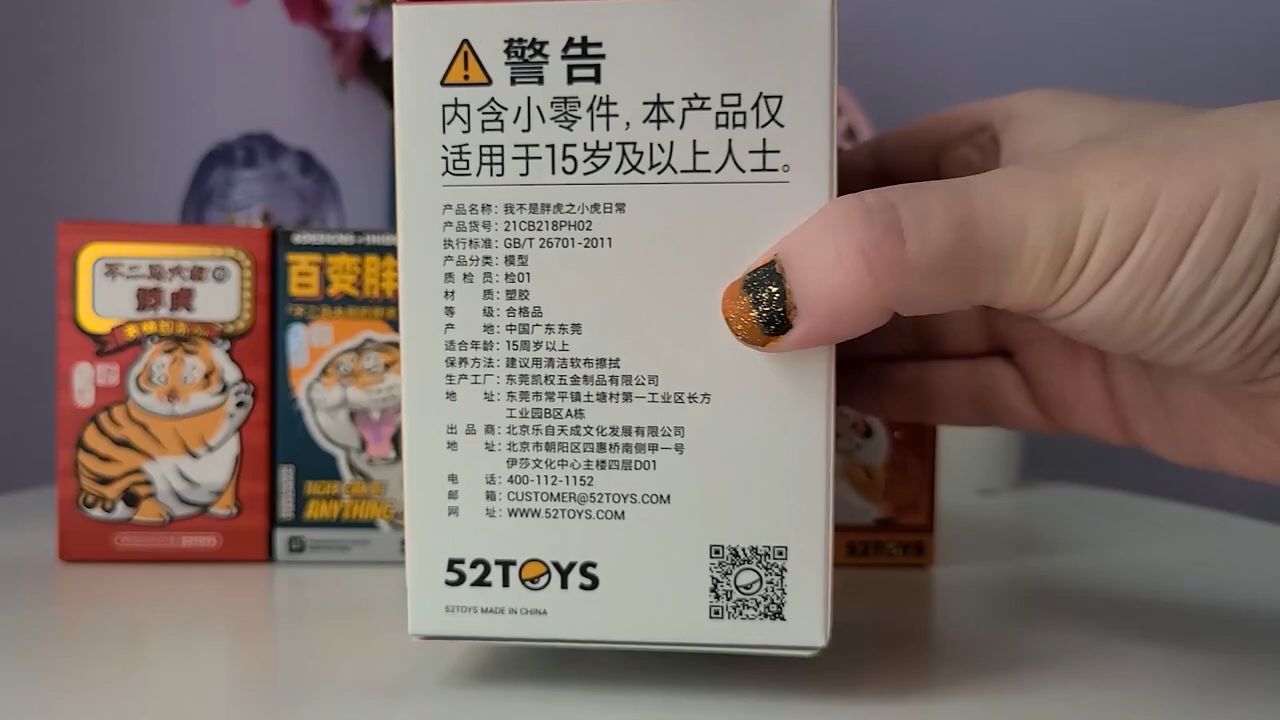 警告
内含小零件,本产品仅
适用于15岁及以上人士。
产品名称：我不是胖虎之小虎日常
产品货号：21CB218PH02
执行标准：GB/T 26701-2011
产品分类：模型
质 检 员：检01
材 质：塑胶
等 级：合格品
产 地：中国广东东莞
适合年龄：15周岁以上
保养方法：建议用清洁软布擦拭
生产工厂：东莞凯权五金制品有限公司
地 址：东莞市常平镇土塘村第一工业区长方
工业园B区A栋
出 品 商：北京乐自天成文化发展有限公司
地 址：北京市朝阳区四惠桥南侧甲一号
伊莎文化中心主楼四层D01
电 话：400-112-1152
邮 箱：CUSTOMER@52TOYS.COM
网 址：WWW.52TOYS.COM
52TOYS
52TOYS MADE IN CHINA
不二马大叔
胖虎
百变胖
ANYTHING
52TOYS